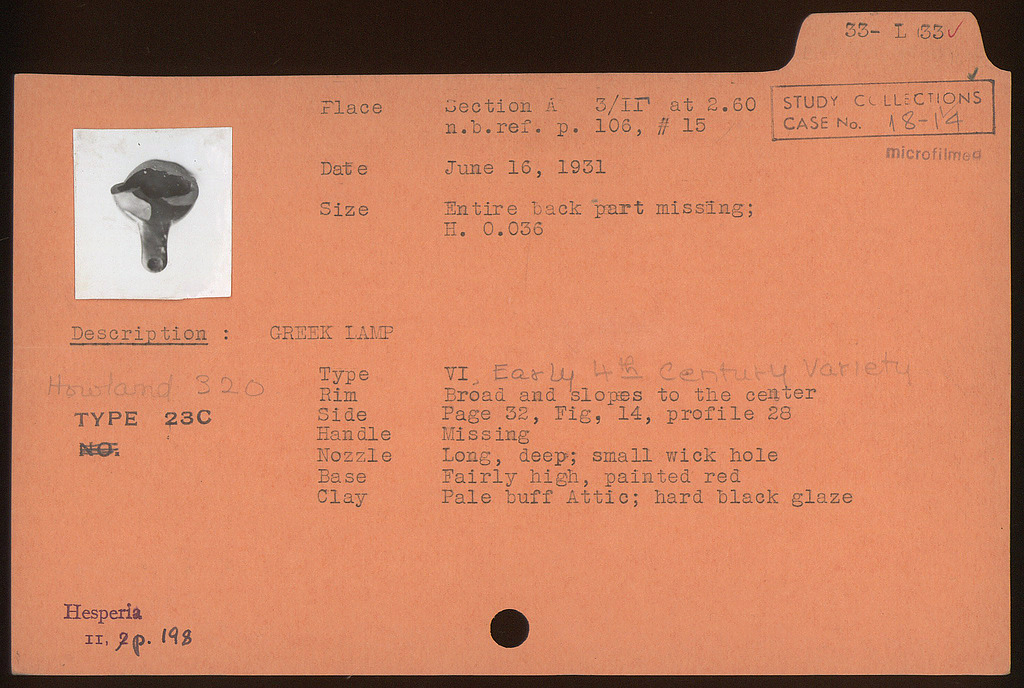 33- L 33✓
STUDY COLLECTIONS
CASE No. 18-14
microfilmed
Place Section A 3/II at 2.60
n.b.ref. p. 106, # 15
Date June 16, 1931
Size Entire back part missing;
H. 0.036
Description : GREEK LAMP
Howland 320
TYPE 23C
NO.
Type VI, Early 4th Century Variety
Rim Broad and slopes to the center
Side Page 32, Fig, 14, profile 28
Handle Missing
Nozzle Long, deep; small wick hole
Base Fairly high, painted red
Clay Pale buff Attic; hard black glaze
Hesperia
II, 2 p. 198